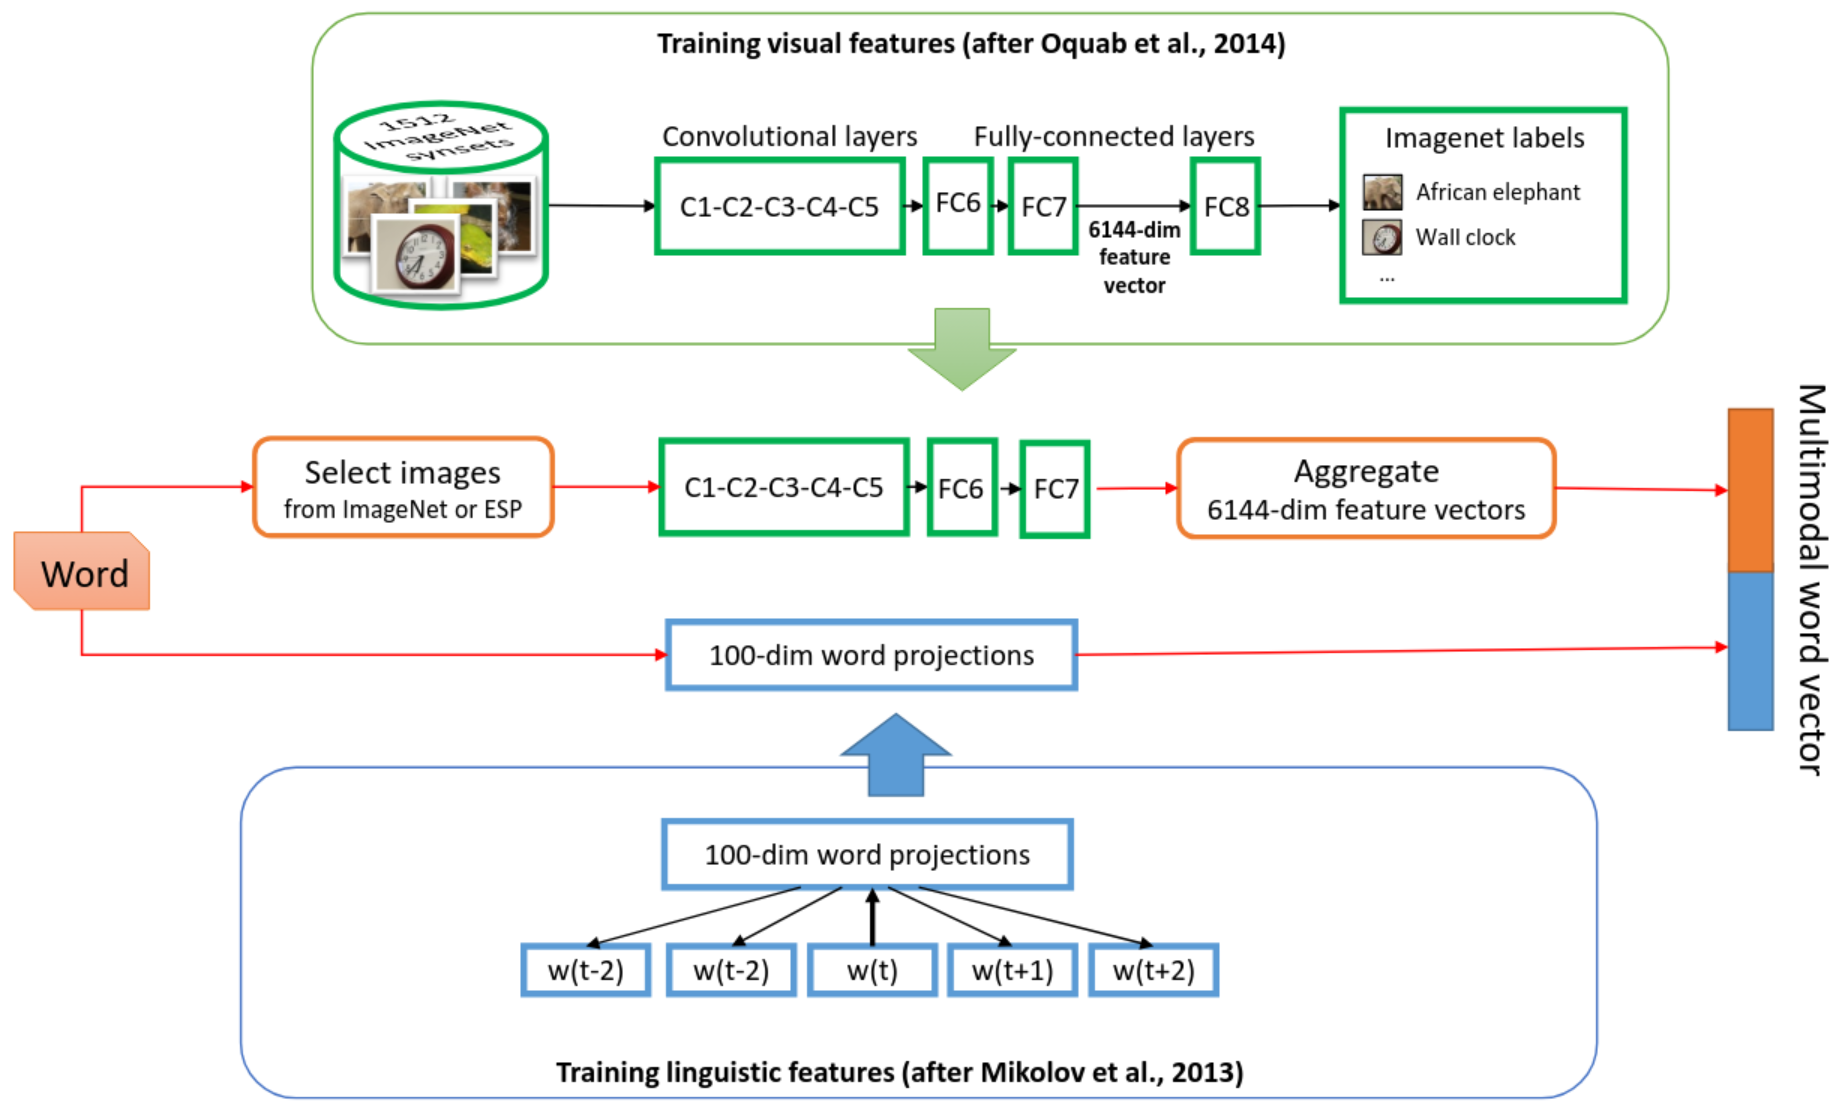 Training visual features (after Oquab et al., 2014)
1512
ImageNet
synsets
Convolutional layers
Fully-connected layers
C1-C2-C3-C4-C5
FC6
FC7
6144-dim
feature
vector
FC8
Imagenet labels
African elephant
Wall clock
...
Word
Select images
from ImageNet or ESP
C1-C2-C3-C4-C5
FC6
FC7
Aggregate
6144-dim feature vectors
Multimodal word vector
100-dim word projections
100-dim word projections
w(t-2)
w(t-2)
w(t)
w(t+1)
w(t+2)
Training linguistic features (after Mikolov et al., 2013)